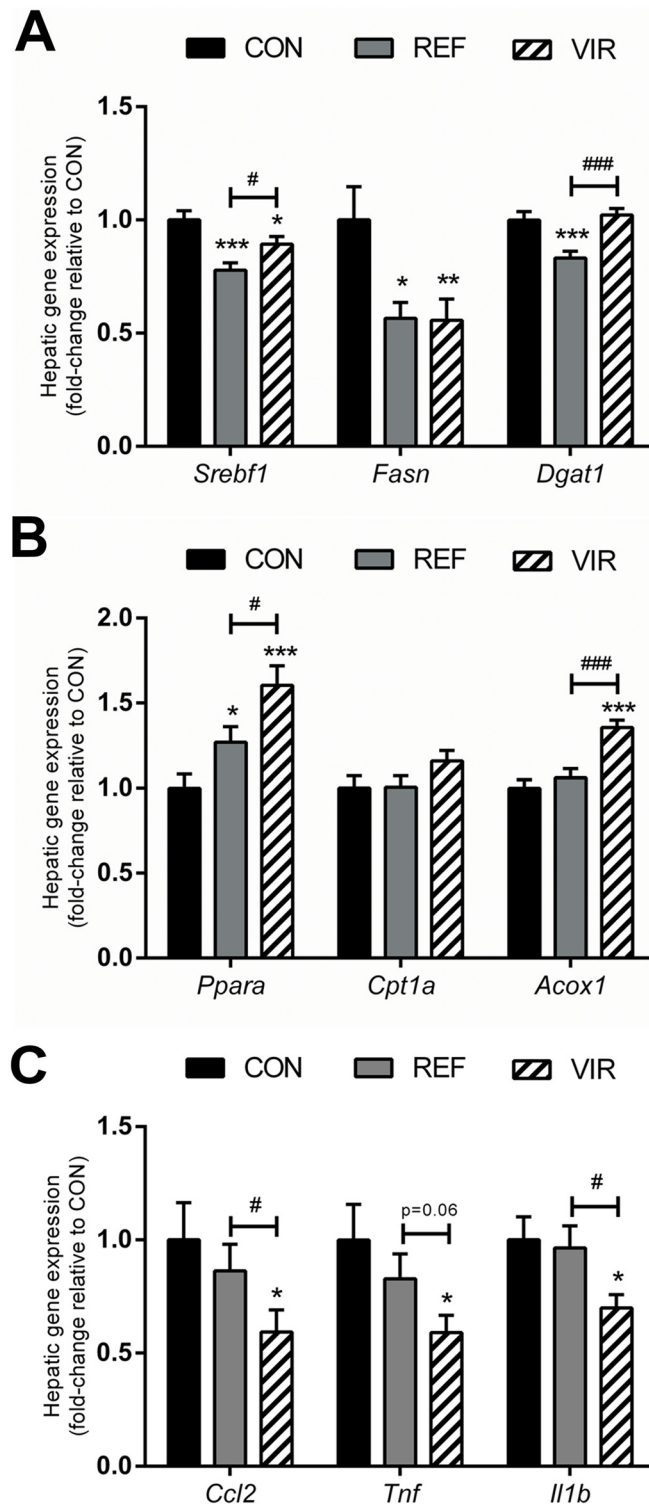 A
CON REF VIR
Hepatic gene expression
(fold-change relative to CON)
1.5
1.0
0.5
0.0
#
*** *
* **
###
***
Srebf1 Fasn Dgat1
B
CON REF VIR
Hepatic gene expression
(fold-change relative to CON)
2.0
1.5
1.0
0.5
0.0
#
* ***
###
***
Ppara Cpt1a Acox1
C
CON REF VIR
Hepatic gene expression
(fold-change relative to CON)
1.5
1.0
0.5
0.0
#
*
p=0.06
*
#
*
Ccl2 Tnf Il1b